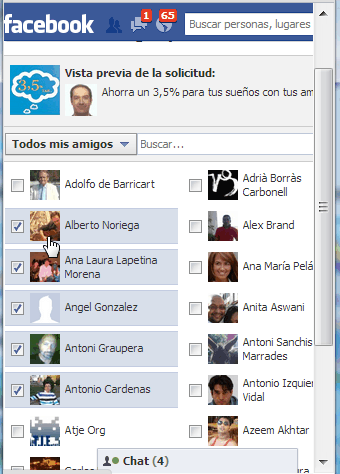 facebook
1
65
Buscar personas, lugares
3,5%
Vista previa de la solicitud:
Ahorra un 3,5% para tus sueños con tus am
Todos mis amigos
Buscar...
Adolfo de Barricart
Adrià Borràs
Carbonell
Alberto Noriega
Alex Brand
Ana Laura Lapetina
Morena
Ana María Pelá
Angel Gonzalez
Anita Aswani
Antoni Graupera
Antoni Sanchis
Marrades
Antonio Cardenas
Antonio Izquier
Vidal
Atje Org
Azeem Akhtar
Chat (4)